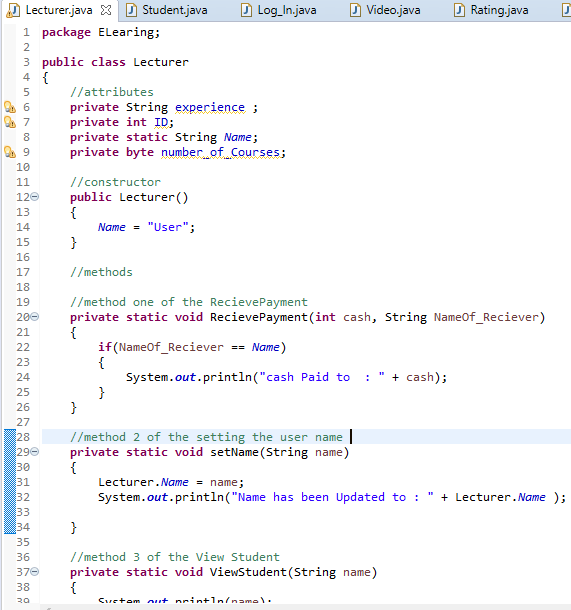 Lecturer.java Student.java Log_In.java Video.java Rating.java
1 package ELearing;
2
3 public class Lecturer
4 {
5 //attributes
6 private String experience ;
7 private int ID;
8 private static String Name;
9 private byte number_of_Courses;
10
11 //constructor
12 public Lecturer()
13 {
14 Name = "User";
15 }
16
17 //methods
18
19 //method one of the RecievePayment
20 private static void RecievePayment(int cash, String NameOf_Reciever)
21 {
22 if(NameOf_Reciever == Name)
23 {
24 System.out.println("cash Paid to  : " + cash);
25 }
26 }
27
28 //method 2 of the setting the user name
29 private static void setName(String name)
30 {
31 Lecturer.Name = name;
32 System.out.println("Name has been Updated to : " + Lecturer.Name );
33
34 }
35
36 //method 3 of the View Student
37 private static void ViewStudent(String name)
38 {
39 System.out.println(name);